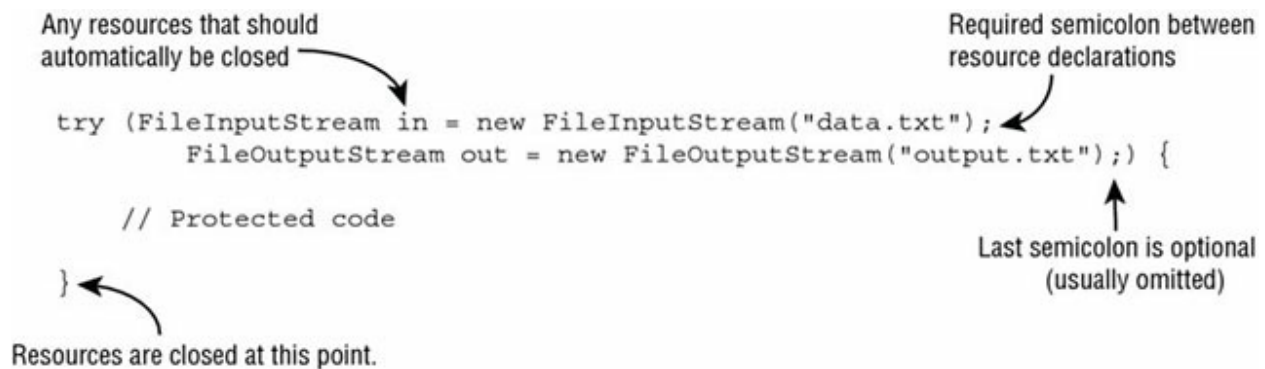 Any resources that should
automatically be closed
Required semicolon between
resource declarations
try (FileInputStream in = new FileInputStream("data.txt");
FileOutputStream out = new FileOutputStream("output.txt");) {
// Protected code
Last semicolon is optional
(usually omitted)
}
Resources are closed at this point.